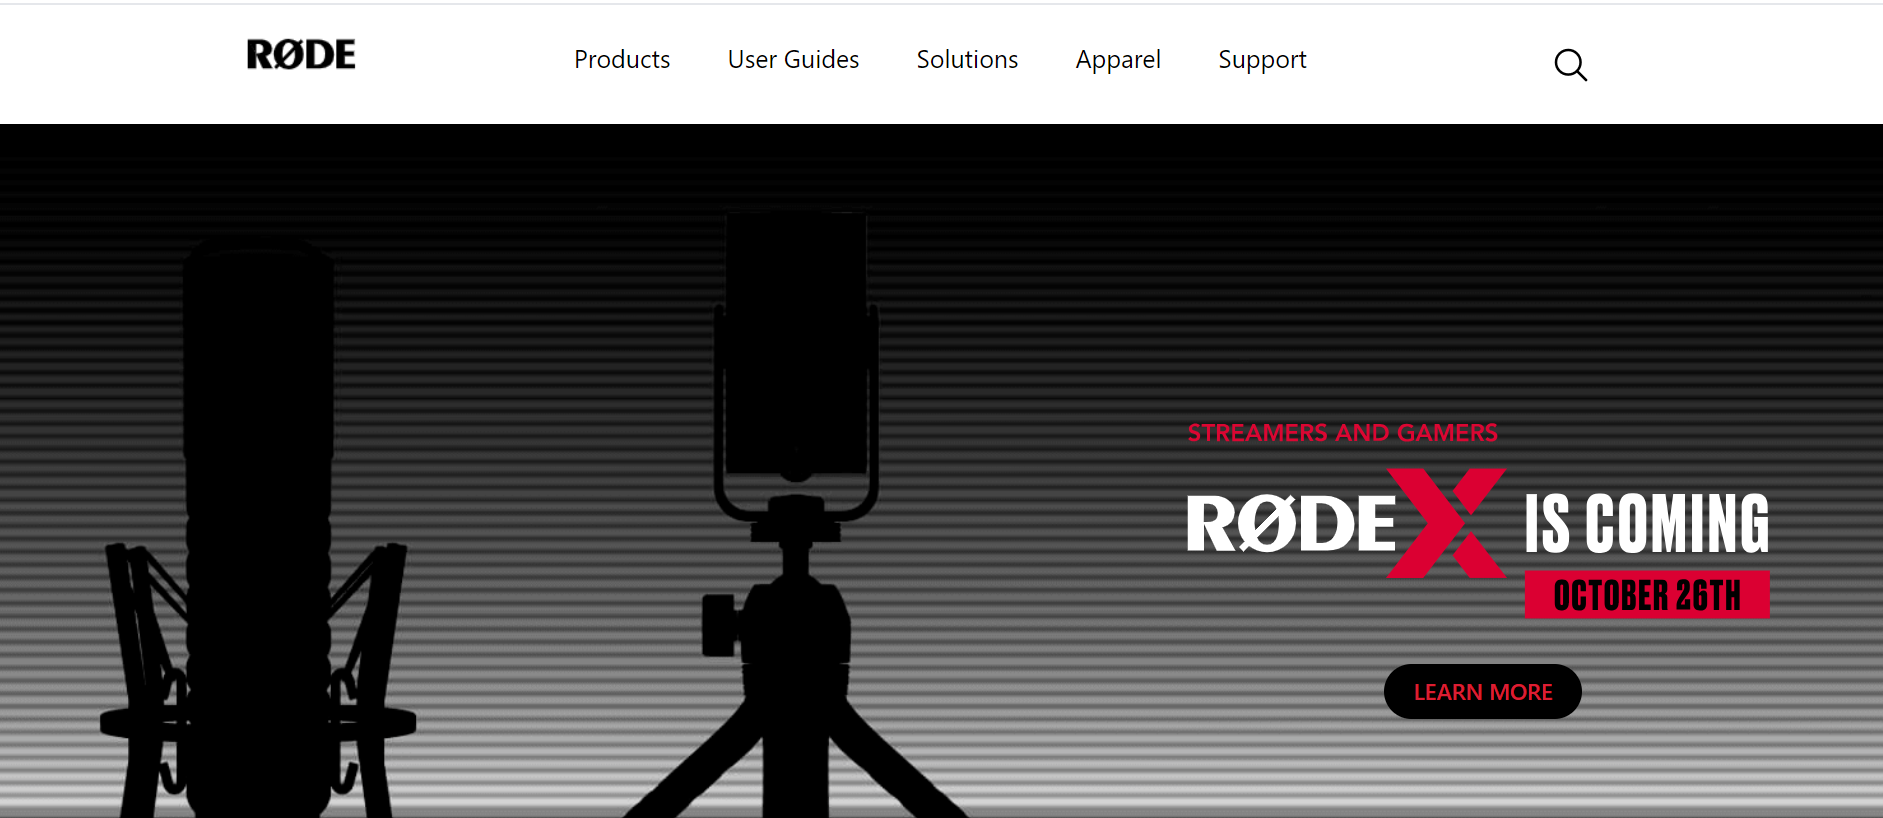 RØDE
Products User Guides Solutions Apparel Support
STREAMERS AND GAMERS
RØDE X IS COMING
OCTOBER 26TH
LEARN MORE